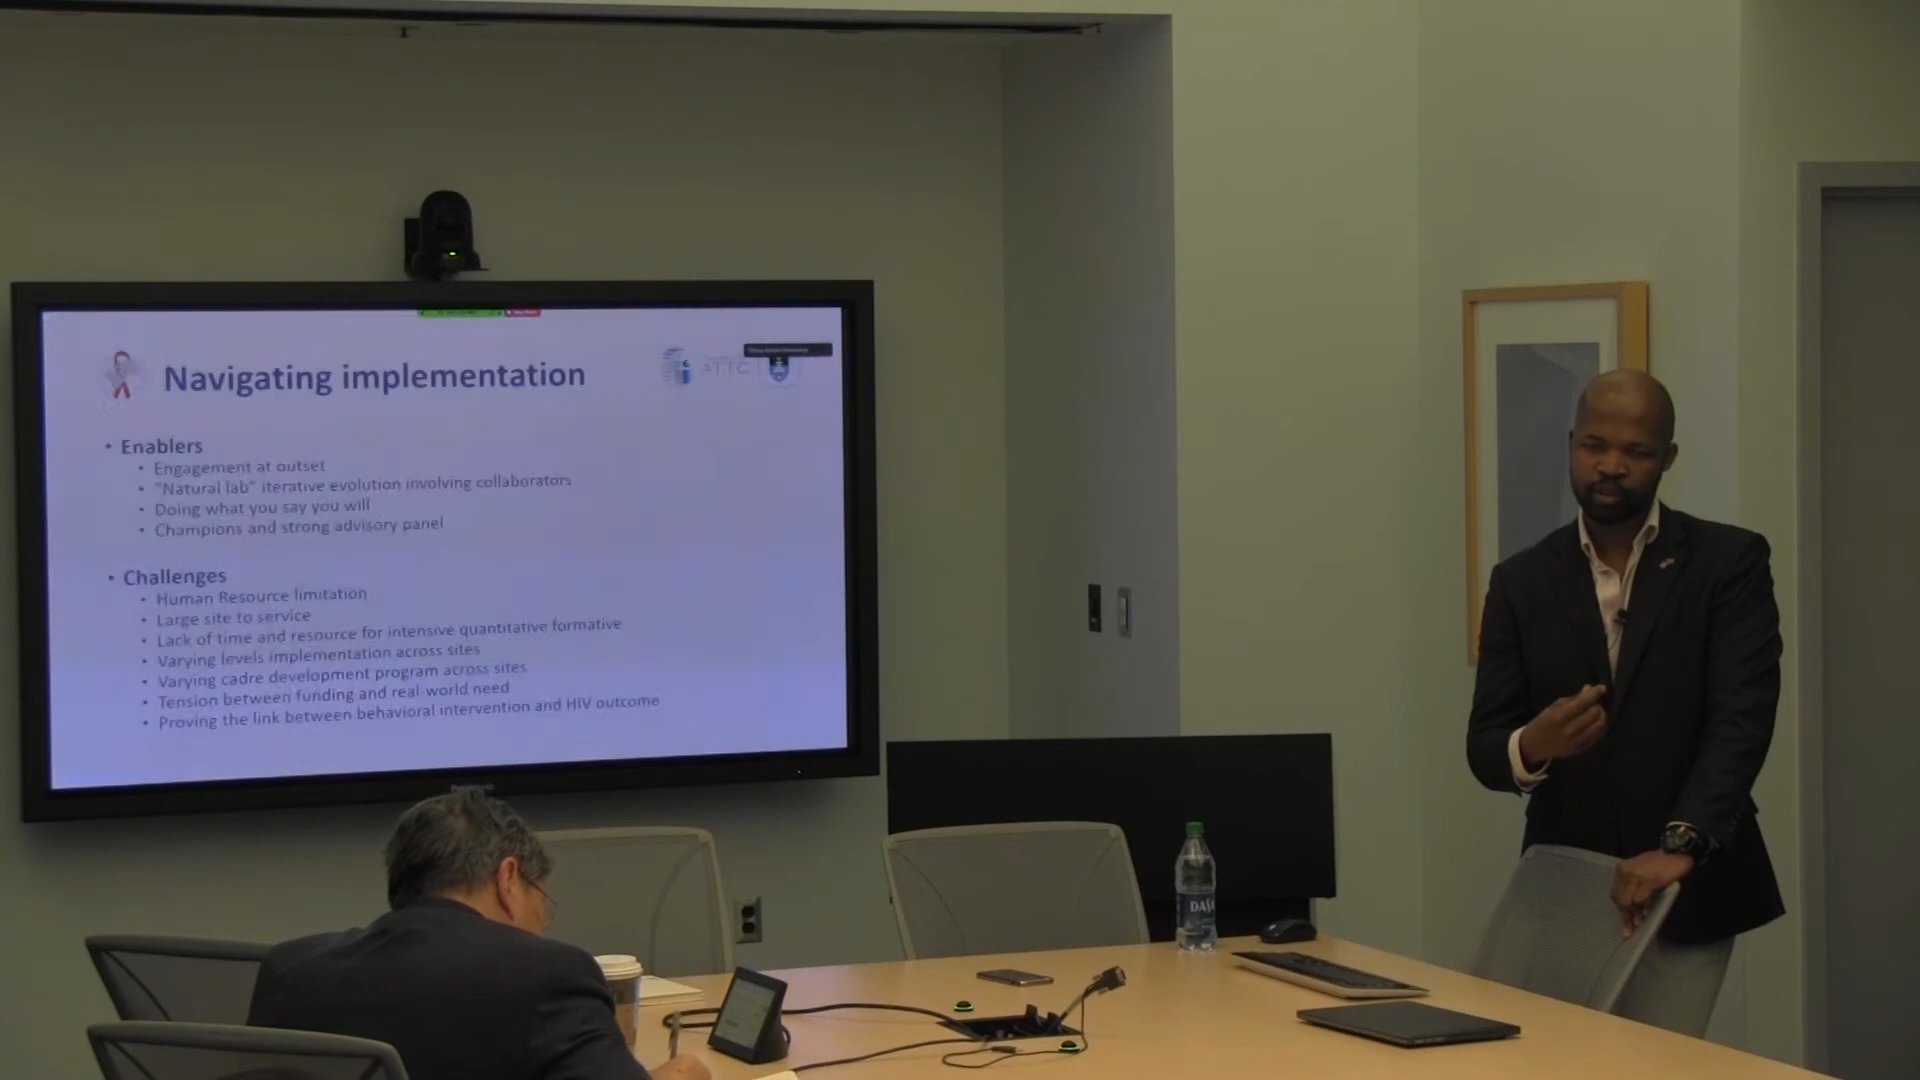 Navigating implementation
ATTC
• Enablers
• Engagement at outset
• "Natural lab" iterative evolution involving collaborators
• Doing what you say you will
• Champions and strong advisory panel
• Challenges
• Human Resource limitation
• Large site to service
• Lack of time and resource for intensive quantitative formative
• Varying levels implementation across sites
• Varying cadre development program across sites
• Tension between funding and real-world need
• Proving the link between behavioral intervention and HIV outcome